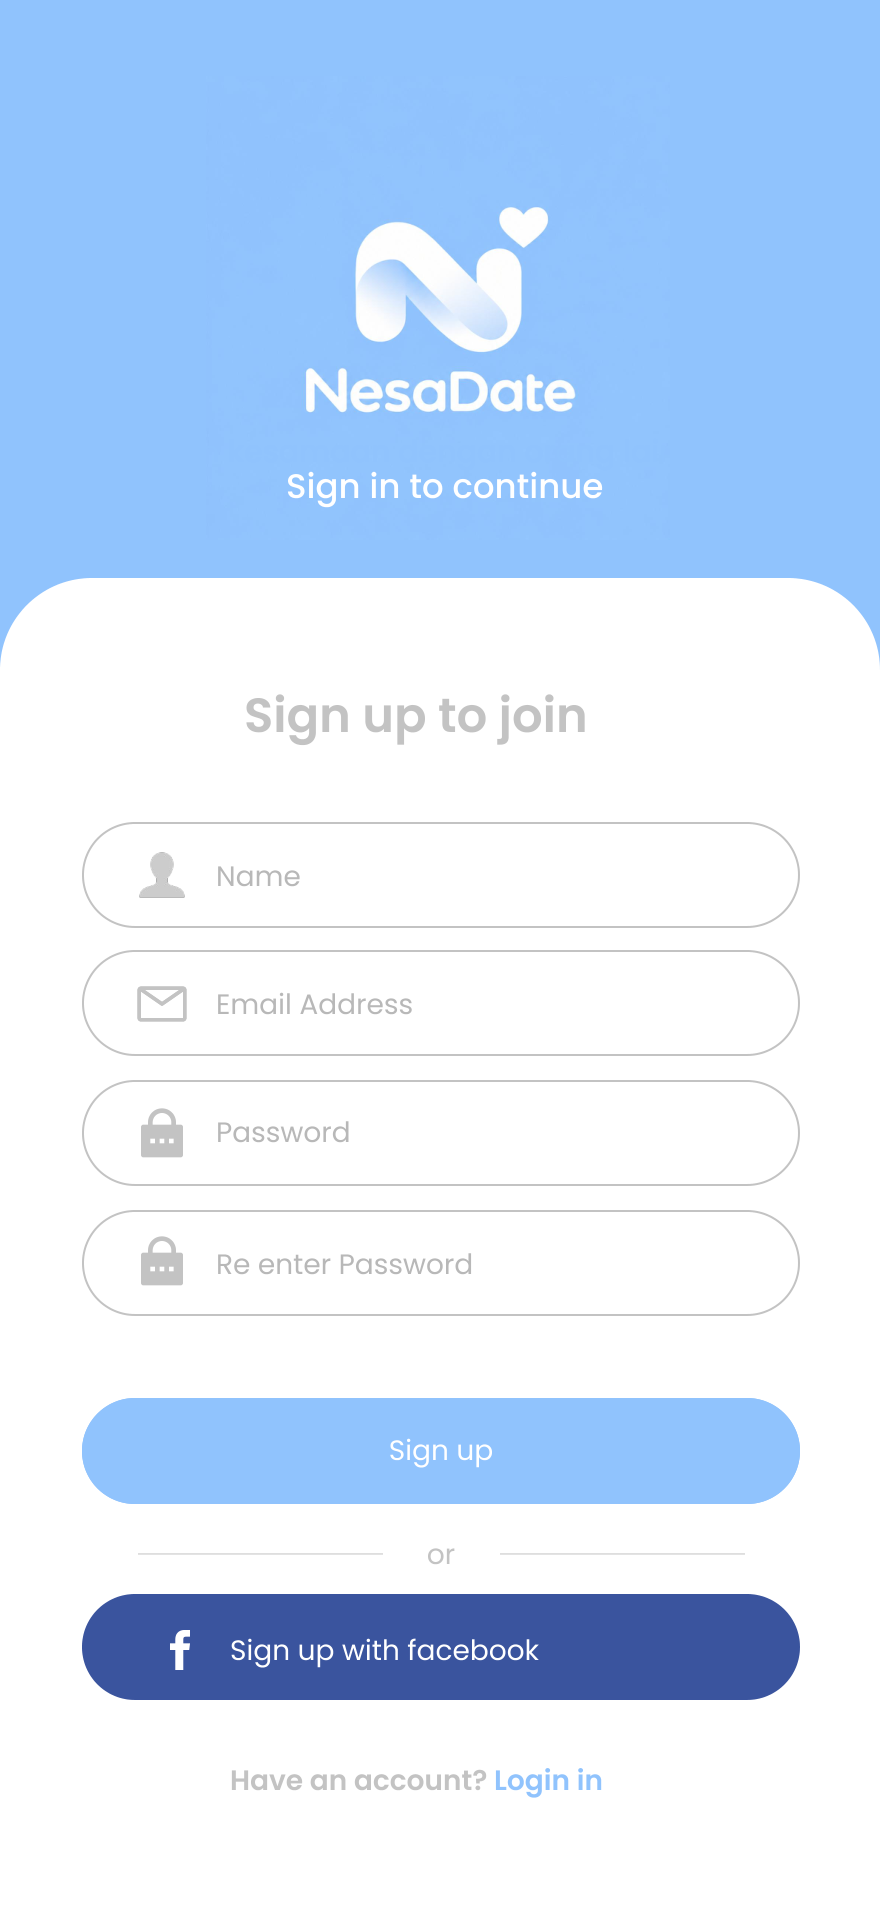 NesaDate
Sign in to continue
Sign up to join
Name
Email Address
Password
Re enter Password
Sign up
or
Sign up with facebook
Have an account? Login in